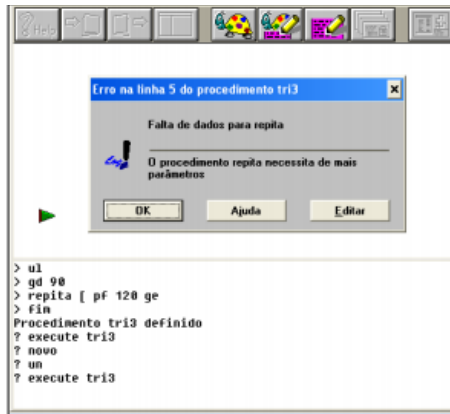 Help
Erro na linha 5 do procedimento tri3
Falta de dados para repita
O procedimento repita necessita de mais
parâmetros
OK Ajuda Editar
> ul
> gd 90
> repita [ pf 120 ge
> fim
Procedimento tri3 definido
? execute tri3
? novo
? un
? execute tri3